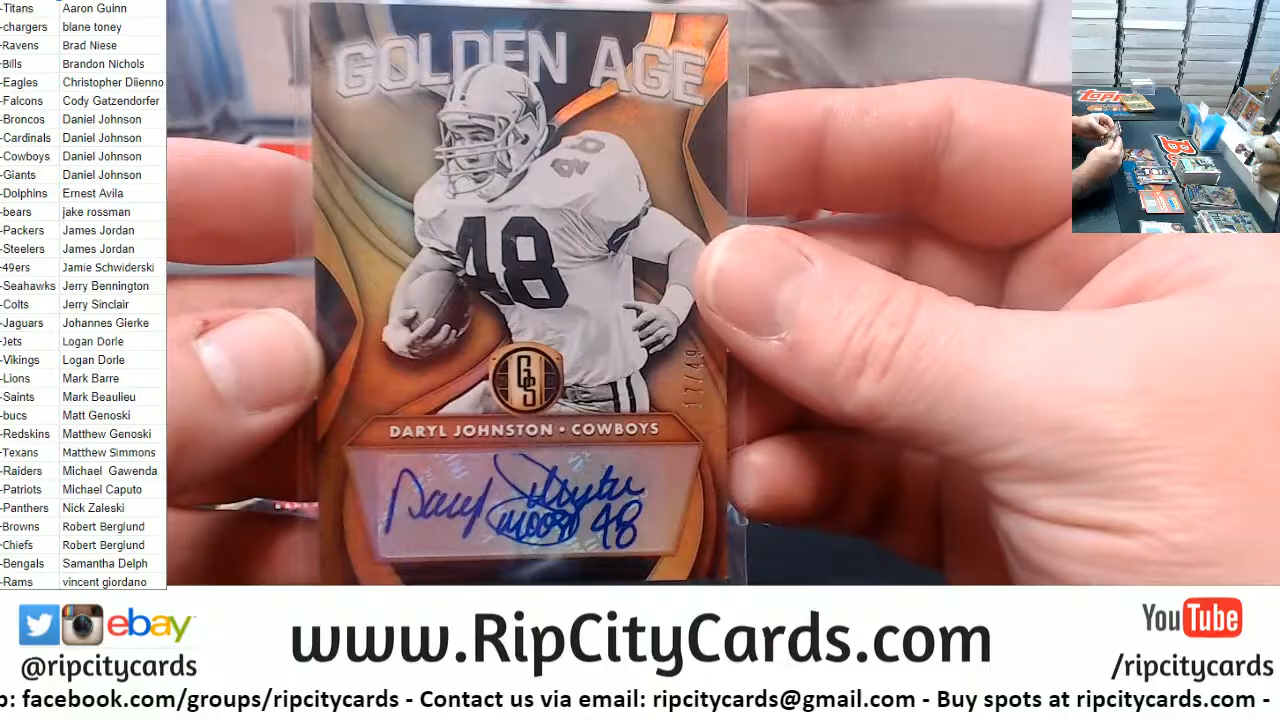 -Titans Aaron Guinn
-chargers blane toney
-Ravens Brad Niese
-Bills Brandon Nichols
-Eagles Christopher Diienno
-Falcons Cody Gatzendorfer
-Broncos Daniel Johnson
-Cardinals Daniel Johnson
-Cowboys Daniel Johnson
-Giants Daniel Johnson
-Dolphins Ernest Avila
-bears jake rossman
-Packers James Jordan
-Steelers James Jordan
-49ers Jamie Schwiderski
-Seahawks Jerry Bennington
-Colts Jerry Sinclair
-Jaguars Johannes Gierke
-Jets Logan Dorle
-Vikings Logan Dorle
-Lions Mark Barre
-Saints Mark Beaulieu
-bucs Matt Genoski
-Redskins Matthew Genoski
-Texans Matthew Simmons
-Raiders Michael Gawenda
-Patriots Michael Caputo
-Panthers Nick Zaleski
-Browns Robert Berglund
-Chiefs Robert Berglund
-Bengals Samantha Delph
-Rams vincent giordano
GOLDEN AGE
48
48
GS
17/49
DARYL JOHNSTON • COWBOYS
Daryl Johnston
"Moose" 48
Topps
B
ebay
@ripcitycards
www.RipCityCards.com
YouTube
/ripcitycards
p: facebook.com/groups/ripcitycards - Contact us via email: ripcitycards@gmail.com - Buy spots at ripcitycards.com -